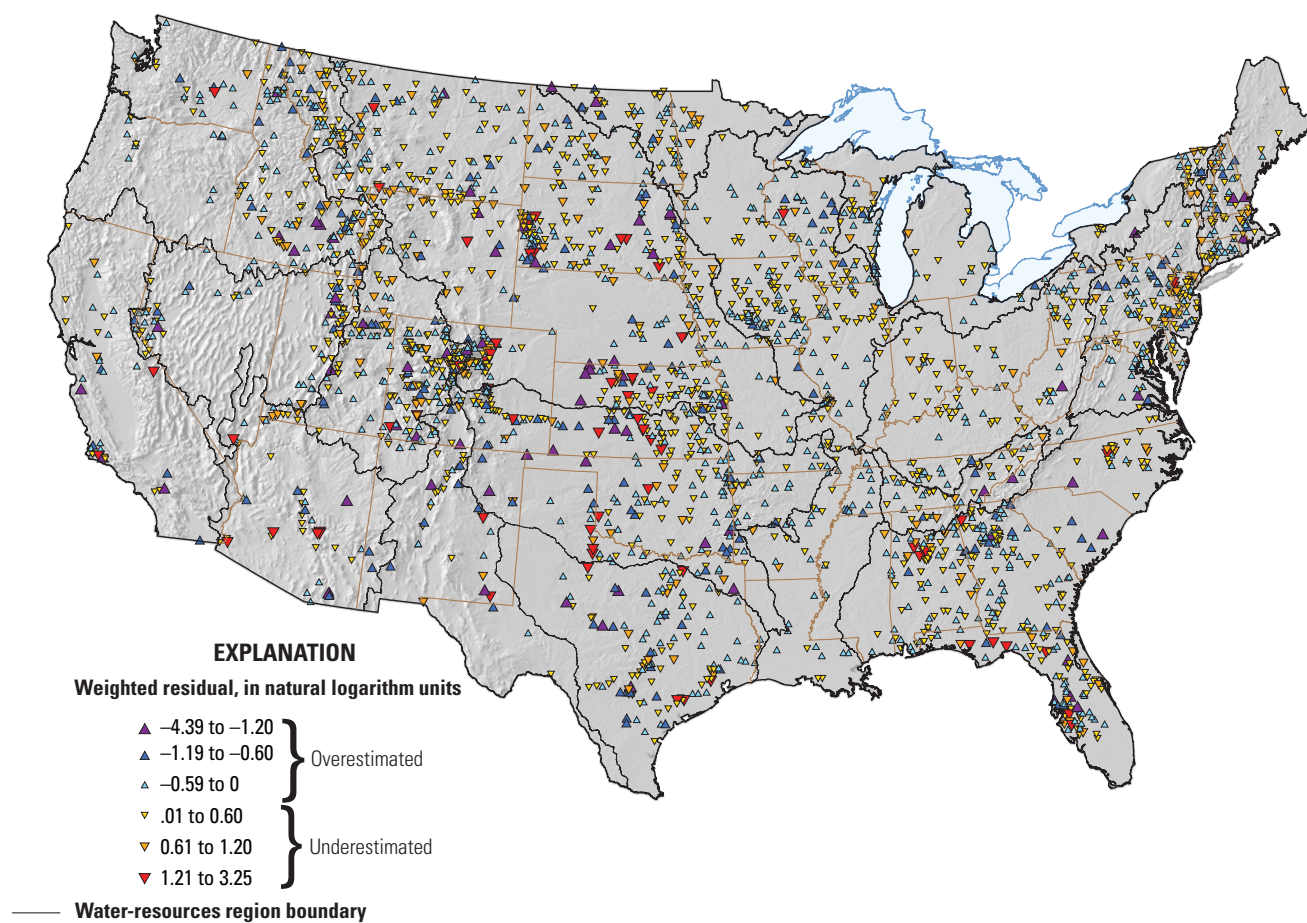 EXPLANATION
Weighted residual, in natural logarithm units
–4.39 to –1.20
–1.19 to –0.60
Overestimated
–0.59 to 0
.01 to 0.60
0.61 to 1.20
Underestimated
1.21 to 3.25
Water-resources region boundary